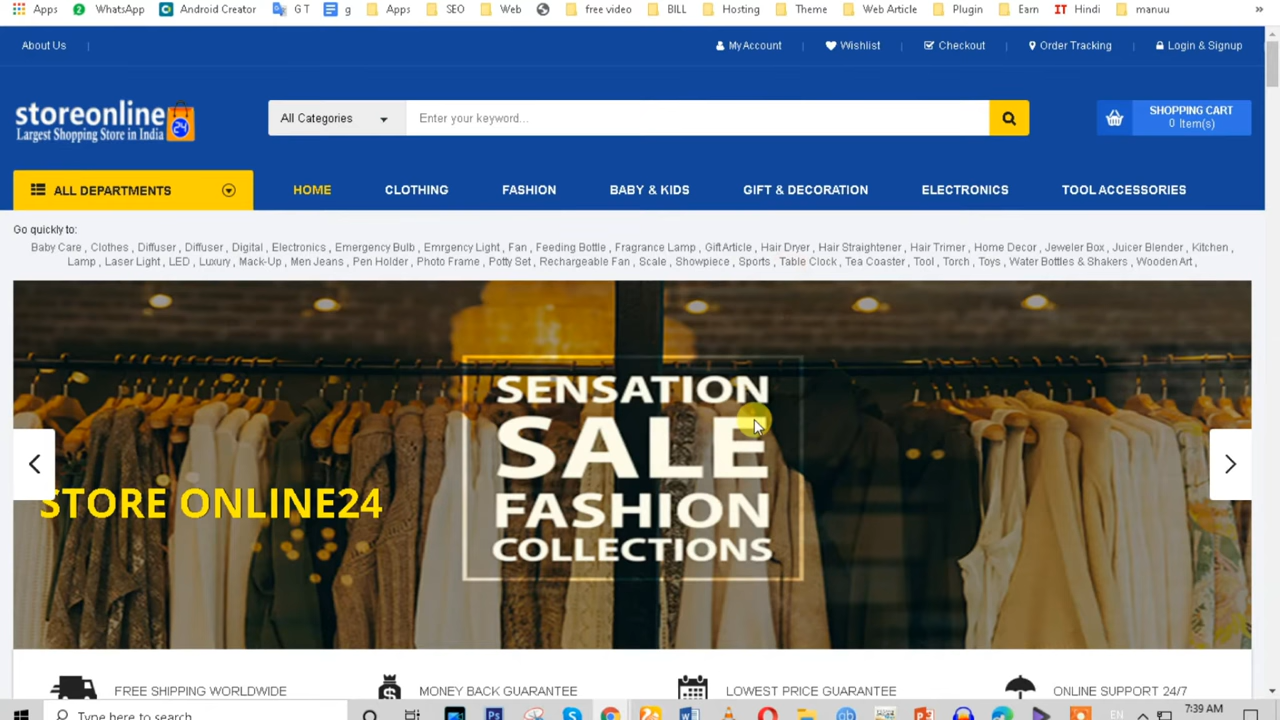 Apps WhatsApp Android Creator G T g Apps SEO Web free video BILL Hosting Theme Web Article Plugin Earn IT Hindi manuu »
About Us | My Account Wishlist Checkout Order Tracking Login & Signup
storeonline 24
Largest Shopping Store in India
All Categories Enter your keyword... SHOPPING CART
0 Item(s)
ALL DEPARTMENTS HOME CLOTHING FASHION BABY & KIDS GIFT & DECORATION ELECTRONICS TOOL ACCESSORIES
Go quickly to:
Baby Care , Clothes , Diffuser , Diffuser , Digital , Electronics , Emergency Bulb , Emrgency Light , Fan , Feeding Bottle , Fragrance Lamp , Gift Article , Hair Dryer , Hair Straightener , Hair Trimer , Home Decor , Jeweler Box , Juicer Blender , Kitchen ,
Lamp , Laser Light , LED , Luxury , Mack-Up , Men Jeans , Pen Holder , Photo Frame , Potty Set , Rechargeable Fan , Scale , Showpiece , Sports , Table Clock , Tea Coaster , Tool , Torch , Toys , Water Bottles & Shakers , Wooden Art ,
SENSATION
SALE
FASHION
COLLECTIONS
STORE ONLINE24
FREE SHIPPING WORLDWIDE MONEY BACK GUARANTEE LOWEST PRICE GUARANTEE ONLINE SUPPORT 24/7
Type here to search EN 7:39 AM